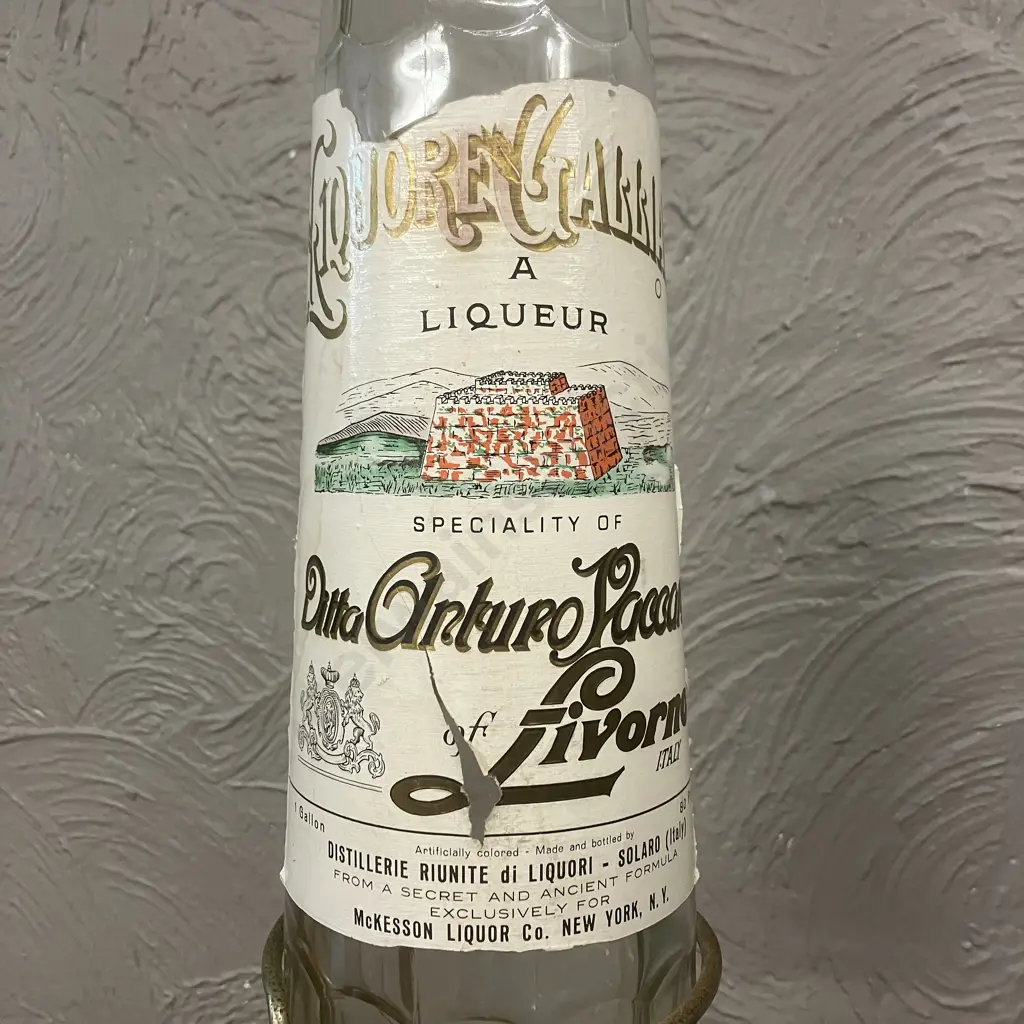 LIQUORE GALLIA
A
O
LIQUEUR
SPECIALITY OF
Ditta Arturo Vaccar
of Livorno
ITALY
1 Gallon 80
Artificially colored - Made and bottled by
DISTILLERIE RIUNITE di LIQUORI - SOLARO (Italy)
FROM A SECRET AND ANCIENT FORMULA
EXCLUSIVELY FOR
McKESSON LIQUOR Co. NEW YORK, N.Y.